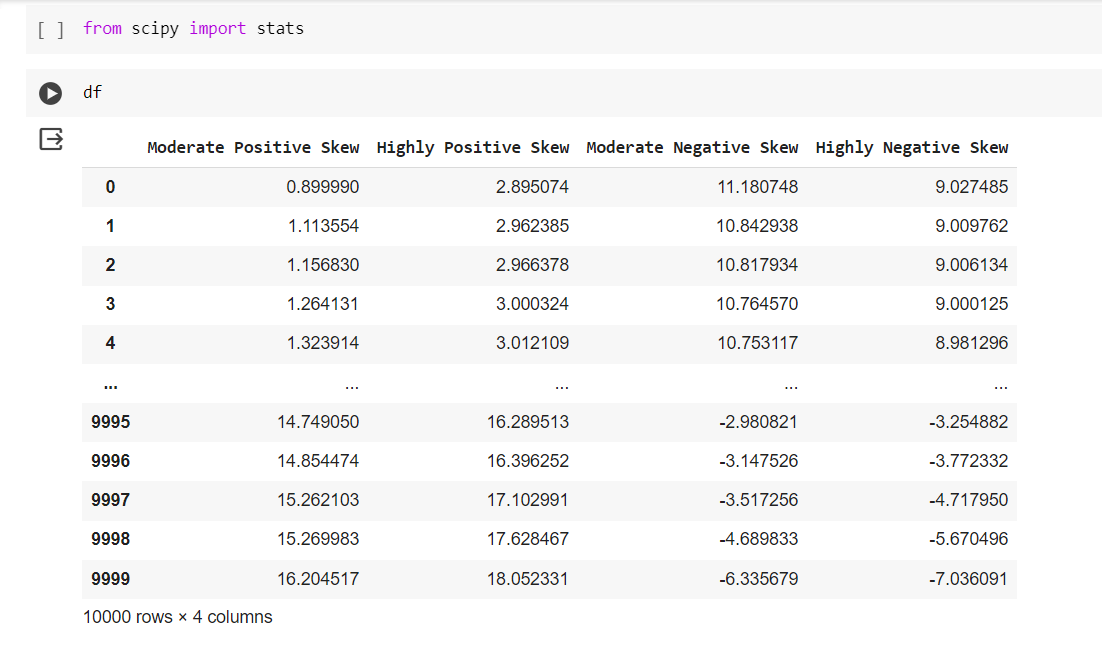 [ ] from scipy import stats
df
Moderate Positive Skew Highly Positive Skew Moderate Negative Skew Highly Negative Skew
0 0.899990 2.895074 11.180748 9.027485
1 1.113554 2.962385 10.842938 9.009762
2 1.156830 2.966378 10.817934 9.006134
3 1.264131 3.000324 10.764570 9.000125
4 1.323914 3.012109 10.753117 8.981296
... ... ... ... ...
9995 14.749050 16.289513 -2.980821 -3.254882
9996 14.854474 16.396252 -3.147526 -3.772332
9997 15.262103 17.102991 -3.517256 -4.717950
9998 15.269983 17.628467 -4.689833 -5.670496
9999 16.204517 18.052331 -6.335679 -7.036091
10000 rows × 4 columns